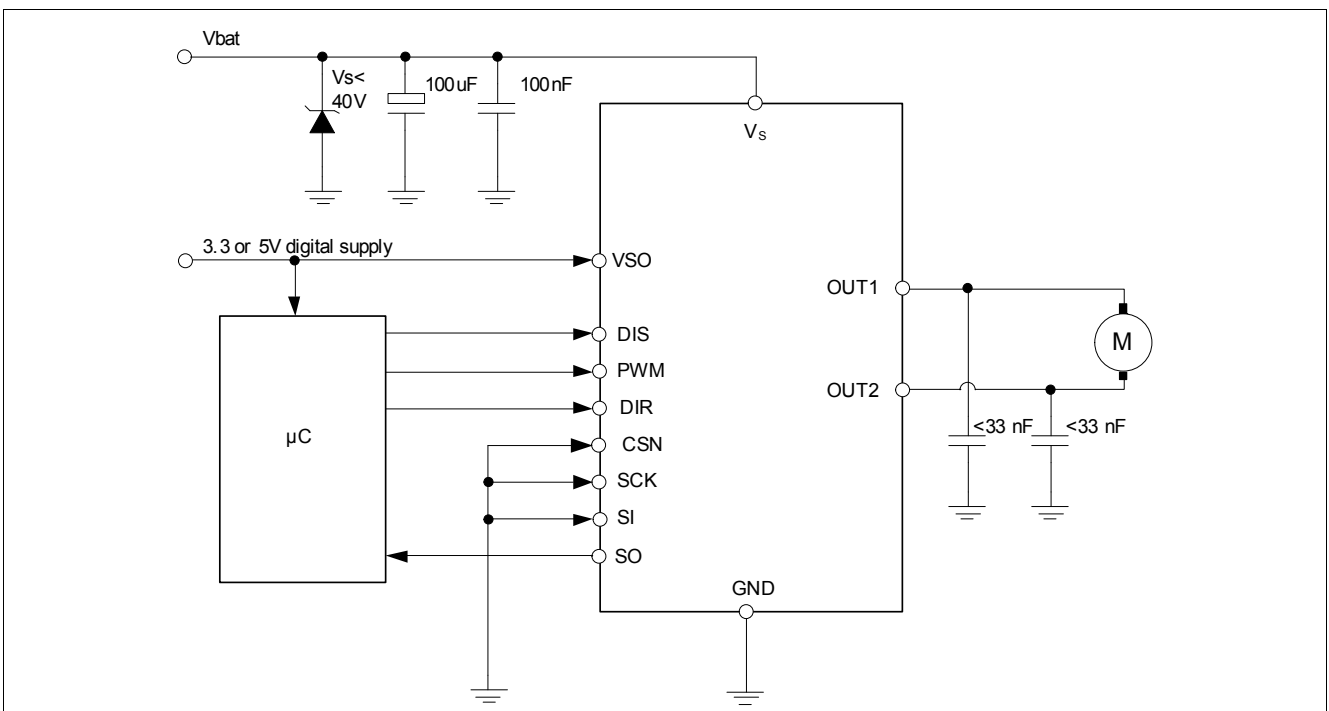 Vbat
Vs<
40V
100uF
100nF
VS
3.3 or 5V digital supply
VSO
OUT1
DIS
M
PWM
OUT2
DIR
µC
CSN
<33 nF
<33 nF
SCK
SI
SO
GND